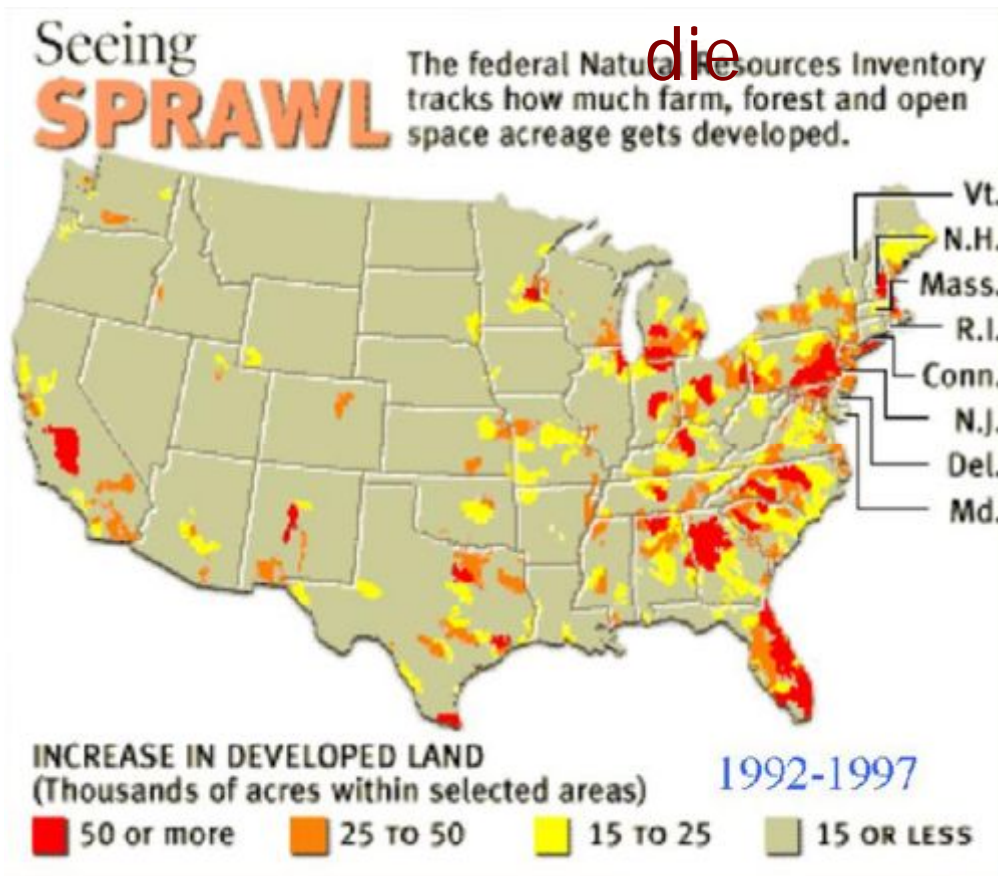 Seeing
SPRAWL
die
The federal Natural Resources Inventory
tracks how much farm, forest and open
space acreage gets developed.
Vt.
N.H.
Mass.
R.I.
Conn.
N.J.
Del.
Md.
INCREASE IN DEVELOPED LAND
(Thousands of acres within selected areas)
1992-1997
50 or more
25 TO 50
15 TO 25
15 OR LESS